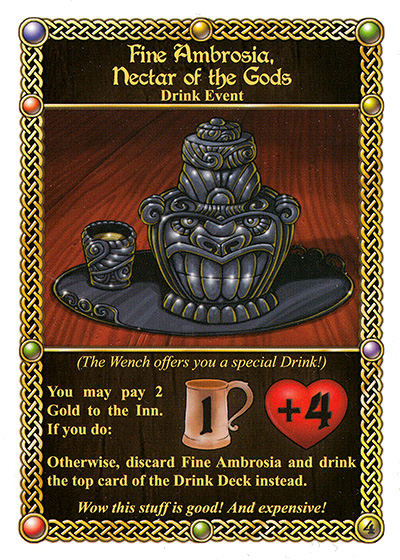 Fine Ambrosia,
Nectar of the Gods
Drink Event
(The Wench offers you a special Drink!)
You may pay 2
Gold to the Inn.
If you do:
1
+4
Otherwise, discard Fine Ambrosia and drink
the top card of the Drink Deck instead.
Wow this stuff is good! And expensive!
4